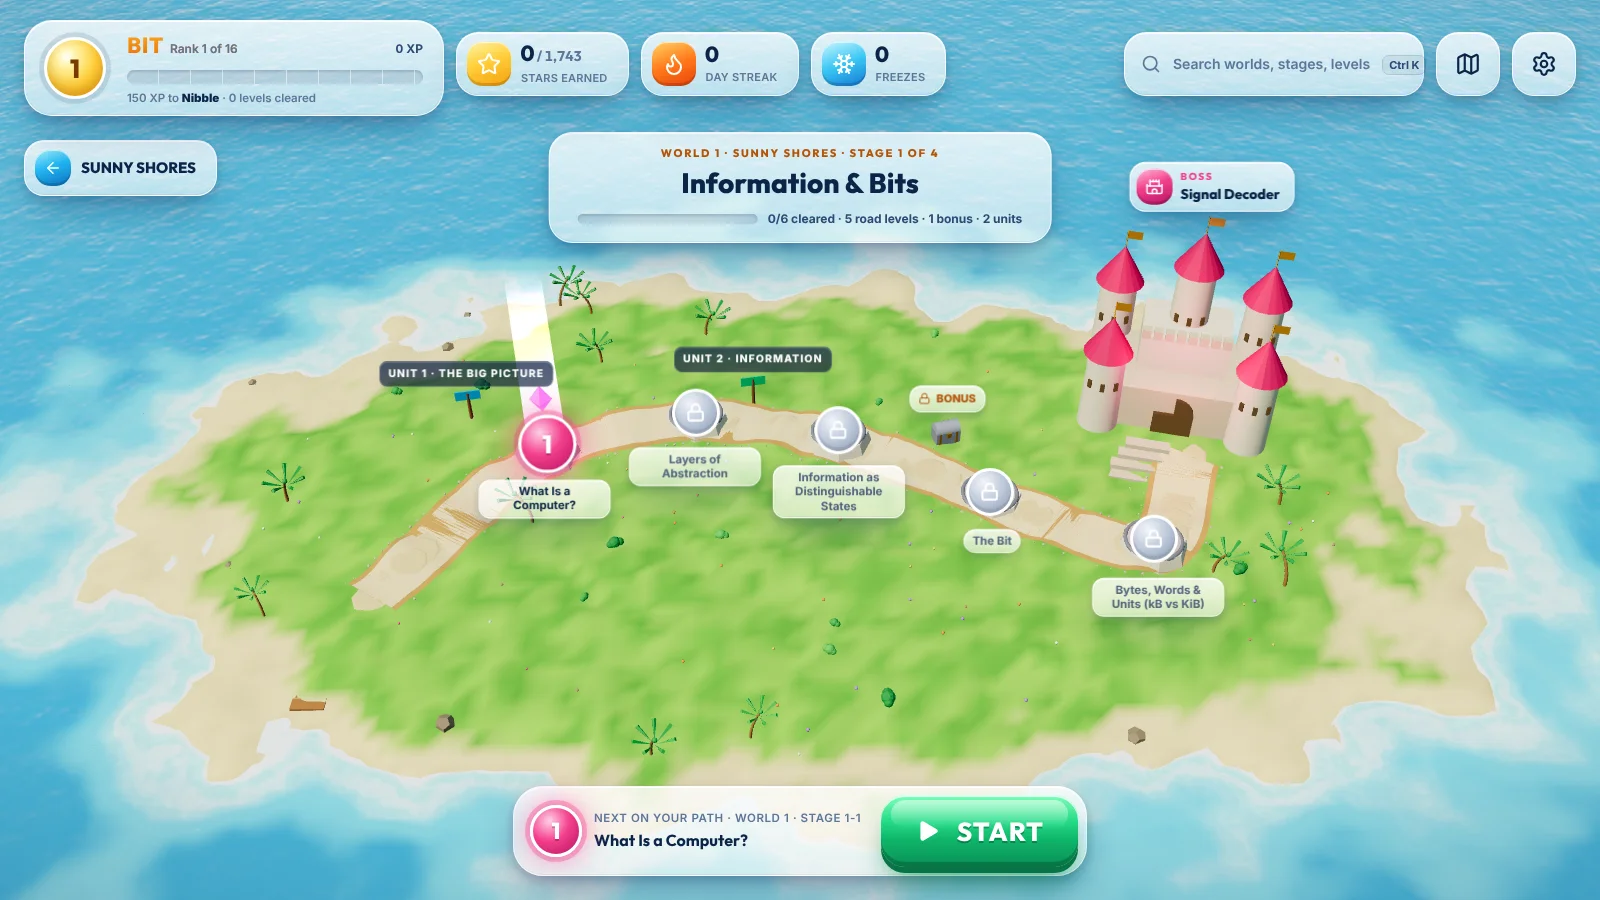 1
BIT Rank 1 of 16 0 XP
150 XP to Nibble · 0 levels cleared
0 / 1,743
STARS EARNED
0
DAY STREAK
0
FREEZES
Search worlds, stages, levels Ctrl K
SUNNY SHORES
WORLD 1 · SUNNY SHORES · STAGE 1 OF 4
Information & Bits
0/6 cleared · 5 road levels · 1 bonus · 2 units
BOSS
Signal Decoder
UNIT 1 · THE BIG PICTURE
UNIT 2 · INFORMATION
BONUS
1
What Is a
Computer?
Layers of
Abstraction
Information as
Distinguishable
States
The Bit
Bytes, Words &
Units (kB vs KiB)
1
NEXT ON YOUR PATH · WORLD 1 · STAGE 1-1
What Is a Computer?
START